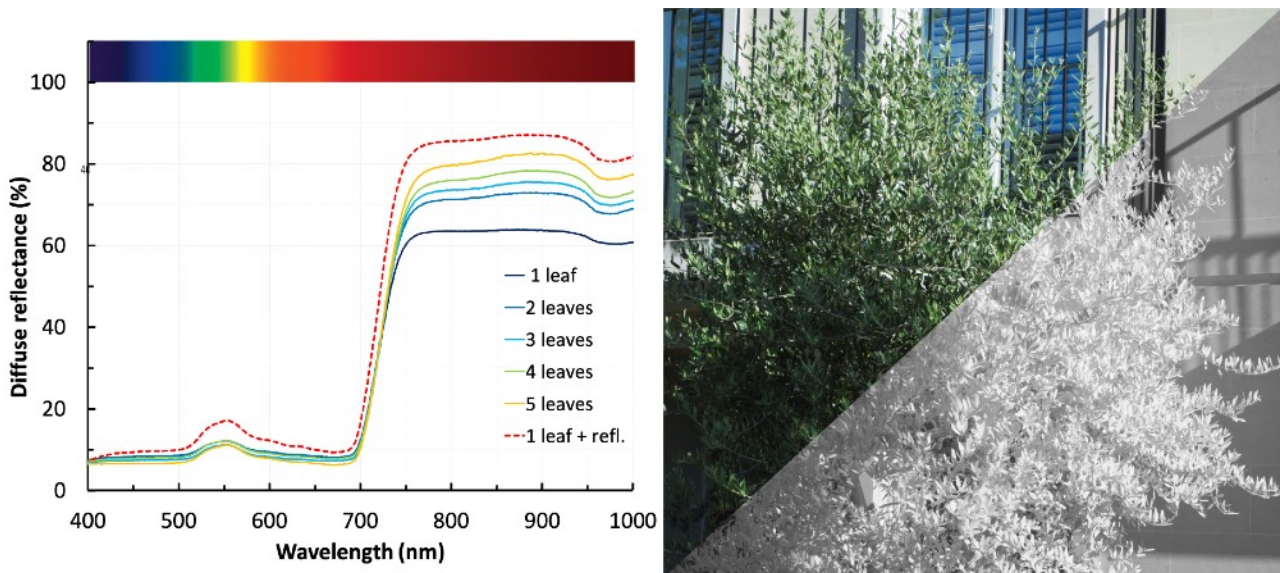 100
80
60
40
20
0
Diffuse reflectance (%)
1 leaf
2 leaves
3 leaves
4 leaves
5 leaves
1 leaf + refl.
400 500 600 700 800 900 1000
Wavelength (nm)